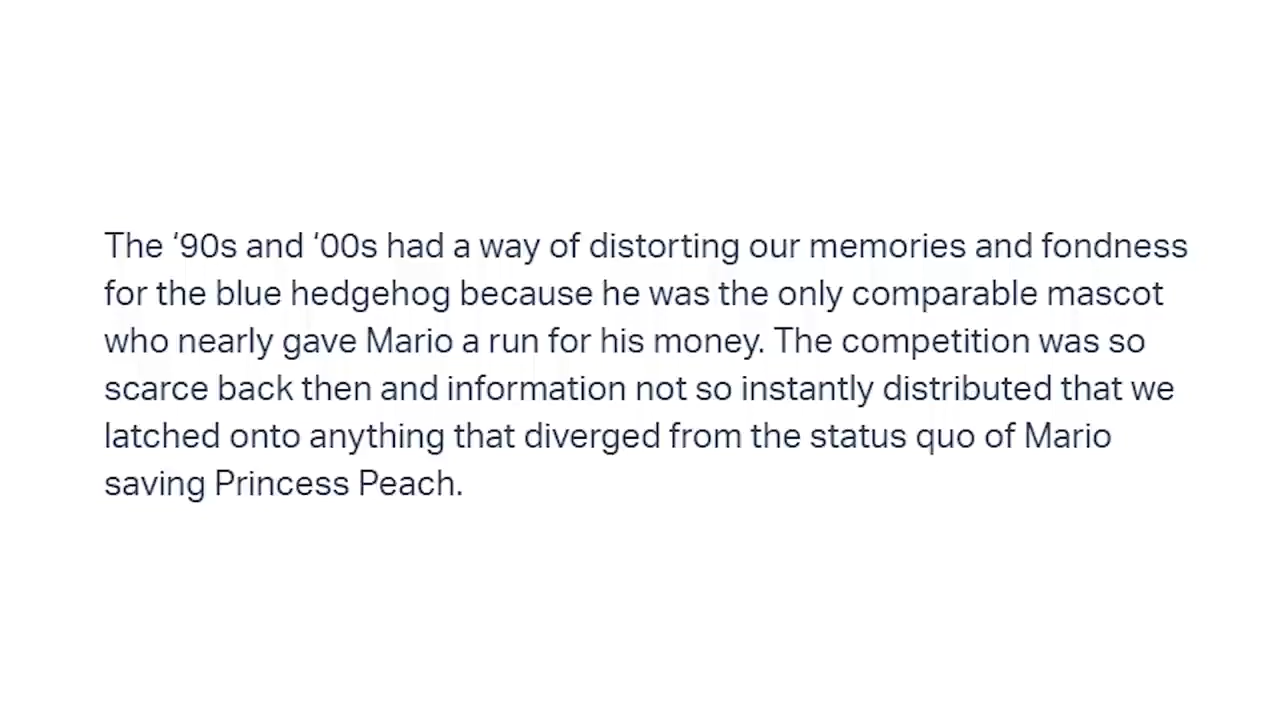 The ‘90s and ‘00s had a way of distorting our memories and fondness
for the blue hedgehog because he was the only comparable mascot
who nearly gave Mario a run for his money. The competition was so
scarce back then and information not so instantly distributed that we
latched onto anything that diverged from the status quo of Mario
saving Princess Peach.